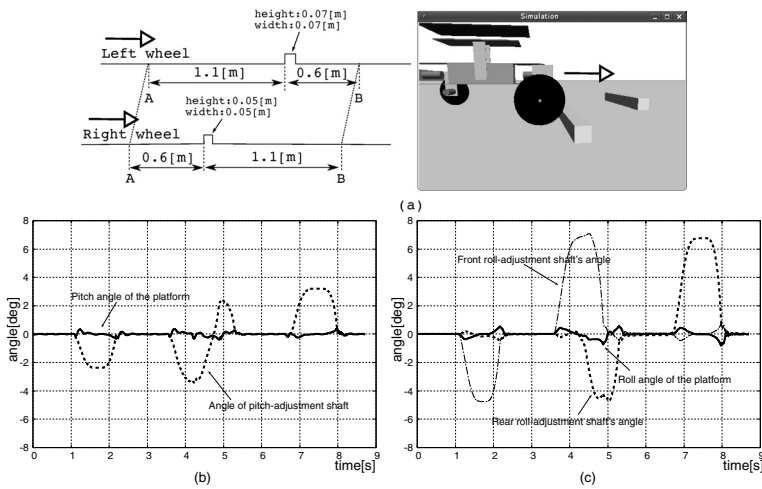 height:0.07[m]
width:0.07[m]
Left wheel
1.1[m]
0.6[m]
A
B
height:0.05[m]
width:0.05[m]
Right wheel
0.6[m]
1.1[m]
A
B
Simulation
(a)
8
6
4
2
0
-2
-4
-6
-8
angle[deg]
Pitch angle of the platform
Angle of pitch-adjustment shaft
0 1 2 3 4 5 6 7 8 9
time[s]
(b)
8
6
4
2
0
-2
-4
-6
-8
angle[deg]
Front roll-adjustment shaft's angle
Roll angle of the platform
Rear roll-adjustment shaft's angle
0 1 2 3 4 5 6 7 8 9
time[s]
(c)